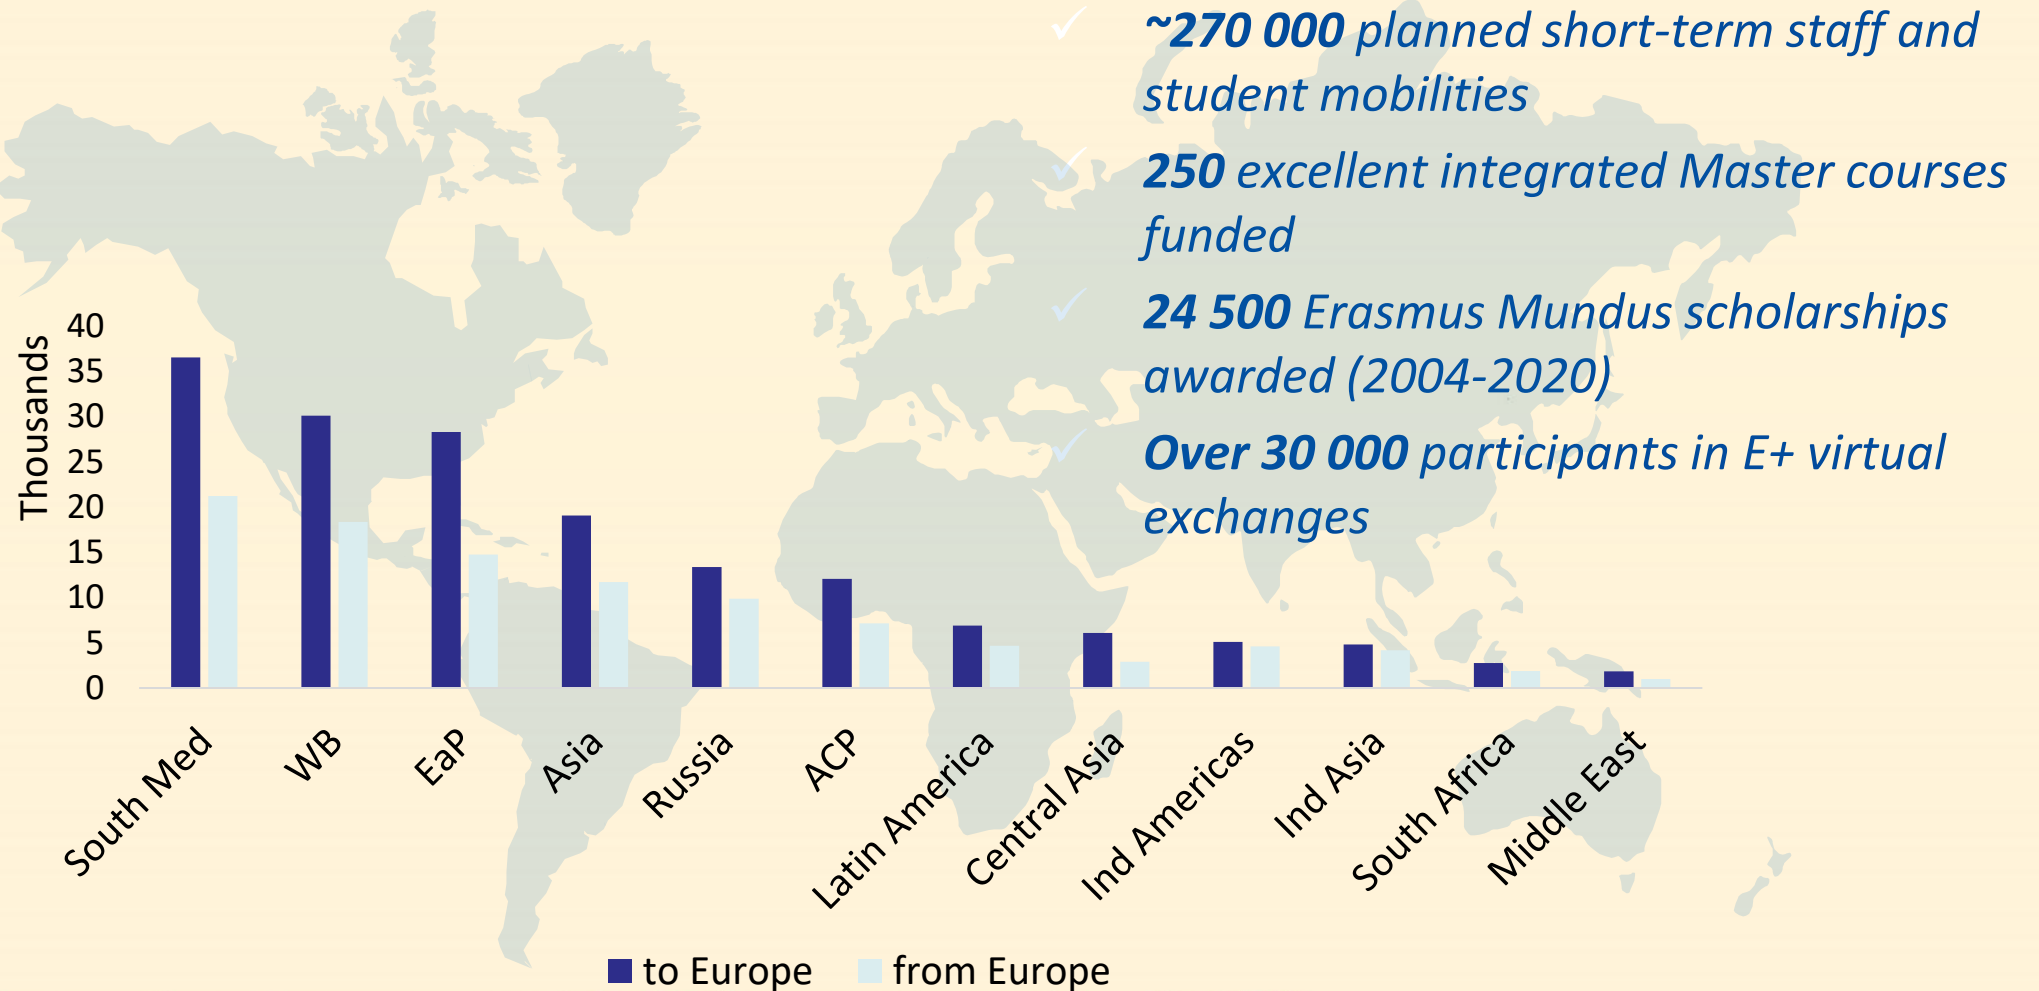 ~270 000 planned short-term staff and
student mobilities
250 excellent integrated Master courses
funded
24 500 Erasmus Mundus scholarships
awarded (2004-2020)
Over 30 000 participants in E+ virtual
exchanges
Thousands
40
35
30
25
20
15
10
5
0
South Med
WB
EaP
Asia
Russia
ACP
Latin America
Central Asia
Ind Americas
Ind Asia
South Africa
Middle East
to Europe
from Europe